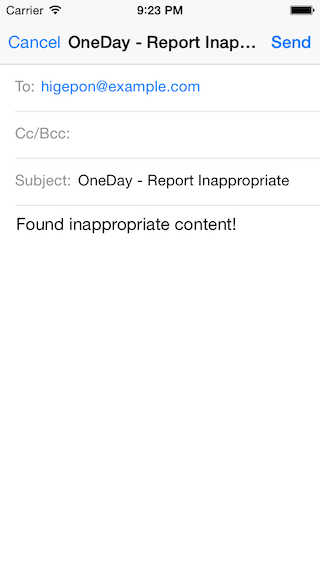 Carrier 9:23 PM
Cancel OneDay - Report Inap... Send
To: higepon@example.com
Cc/Bcc:
Subject: OneDay - Report Inappropriate
Found inappropriate content!